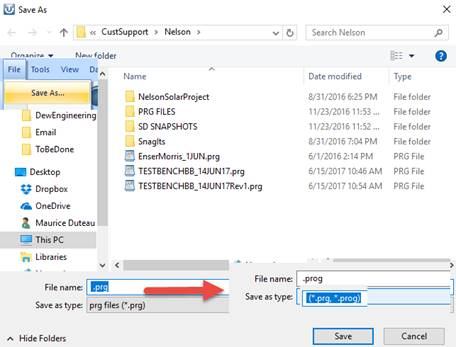 Save As
CustSupport > Nelson >
Search Nelson
Organize New folder
File Tools View Da
Save As...
Name Date modified Type
DewEngineering
Email
ToBeDone
Desktop
Dropbox
OneDrive
Maurice Duteau
This PC
Libraries
NelsonSolarProject 8/31/2016 6:25 PM File folder
PRG FILES 11/23/2016 11:53 ... File folder
SD SNAPSHOTS 11/23/2016 11:52 ... File folder
SnagIts 8/31/2016 7:04 PM File folder
EnserMorris_1JUN.prg 6/1/2016 2:14 PM PRG File
TESTBENCHBB_14JUN17.prg 6/15/2017 10:46 AM PRG File
TESTBENCHBB_14JUN17Rev1.prg 6/15/2017 10:54 AM PRG File
File name: .prg
Save as type: prg files (*.prg)
File name: .prog
Save as type: (*.prg, *.prog)
Hide Folders
Save Cancel